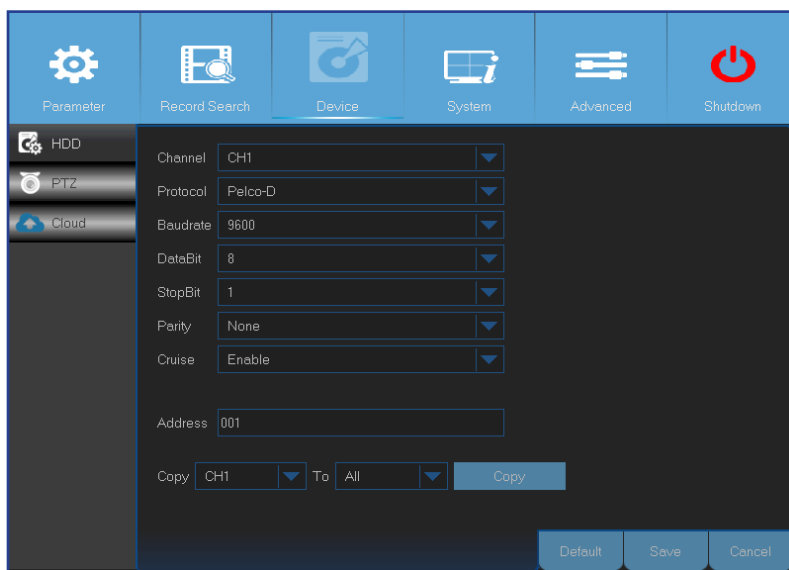 Parameter Record Search Device System Advanced Shutdown
HDD
PTZ
Cloud
Channel CH1
Protocol Pelco-D
Baudrate 9600
DataBit 8
StopBit 1
Parity None
Cruise Enable
Address 001
Copy CH1 To All Copy
Default Save Cancel